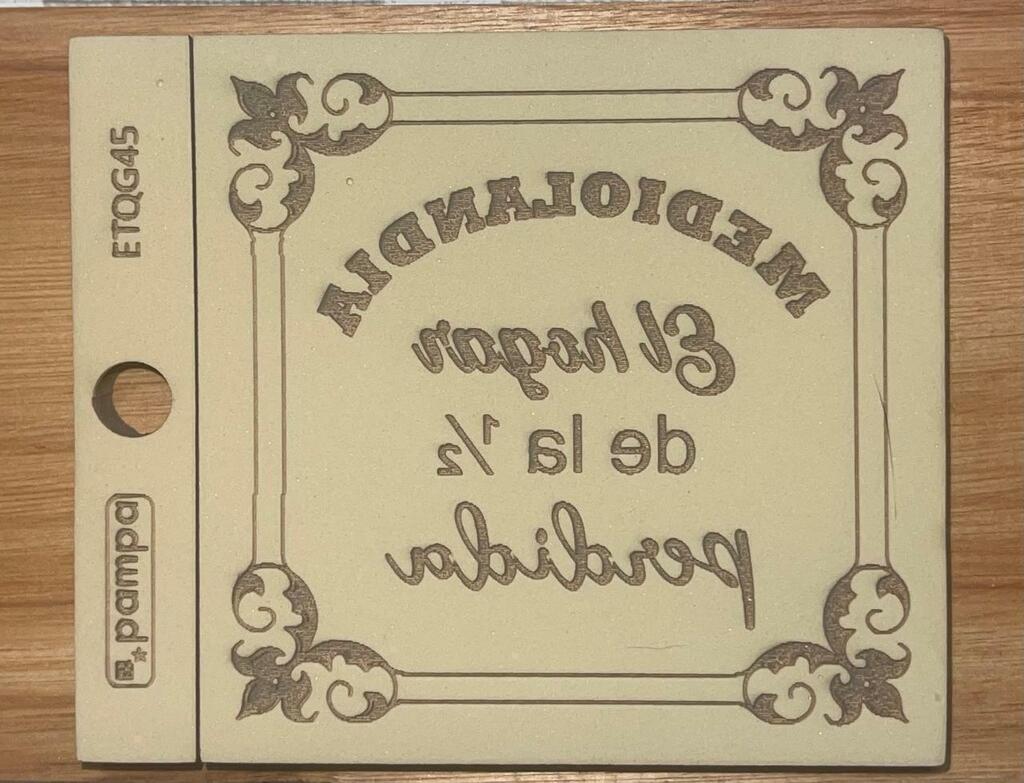 MEDIOLANDIA
El hogar
de la ½
perdida
ETQG45
B. pampa